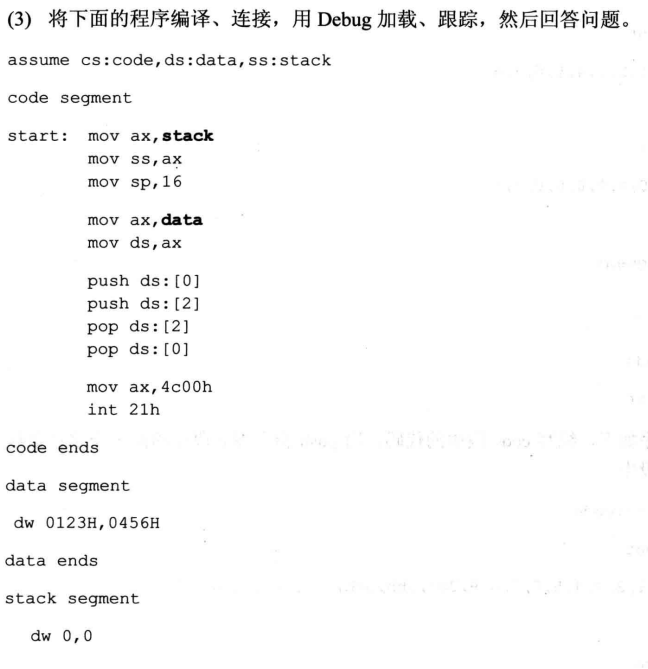 (3) 将下面的程序编译、连接，用 Debug 加载、跟踪，然后回答问题。
assume cs:code,ds:data,ss:stack
code segment
start: mov ax,stack
mov ss,ax
mov sp,16
mov ax,data
mov ds,ax
push ds:[0]
push ds:[2]
pop ds:[2]
pop ds:[0]
mov ax,4c00h
int 21h
code ends
data segment
dw 0123H,0456H
data ends
stack segment
dw 0,0